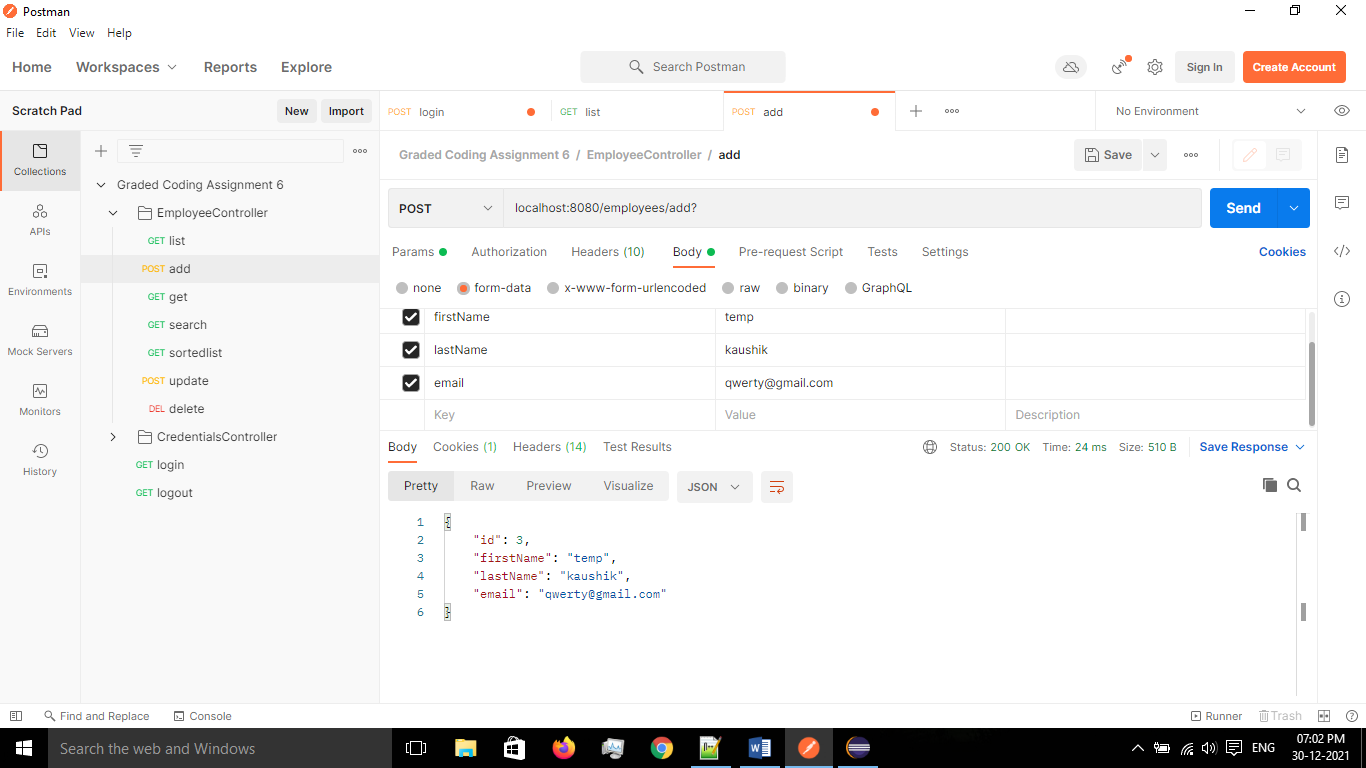 Postman
File Edit View Help
Home Workspaces Reports Explore Search Postman Sign In Create Account
Scratch Pad New Import
POST login GET list POST add No Environment
Graded Coding Assignment 6 / EmployeeController / add Save
Collections
APIs
Environments
Mock Servers
Monitors
History
Graded Coding Assignment 6
EmployeeController
GET list
POST add
GET get
GET search
GET sortedlist
POST update
DEL delete
CredentialsController
GET login
GET logout
POST localhost:8080/employees/add? Send
Params Authorization Headers (10) Body Pre-request Script Tests Settings Cookies
none form-data x-www-form-urlencoded raw binary GraphQL
firstName temp
lastName kaushik
email qwerty@gmail.com
Key Value Description
Body Cookies (1) Headers (14) Test Results Status: 200 OK Time: 24 ms Size: 510 B Save Response
Pretty Raw Preview Visualize JSON
1 {
2 "id": 3,
3 "firstName": "temp",
4 "lastName": "kaushik",
5 "email": "qwerty@gmail.com"
6 }
Find and Replace Console Runner Trash
Search the web and Windows ENG 07:02 PM
30-12-2021